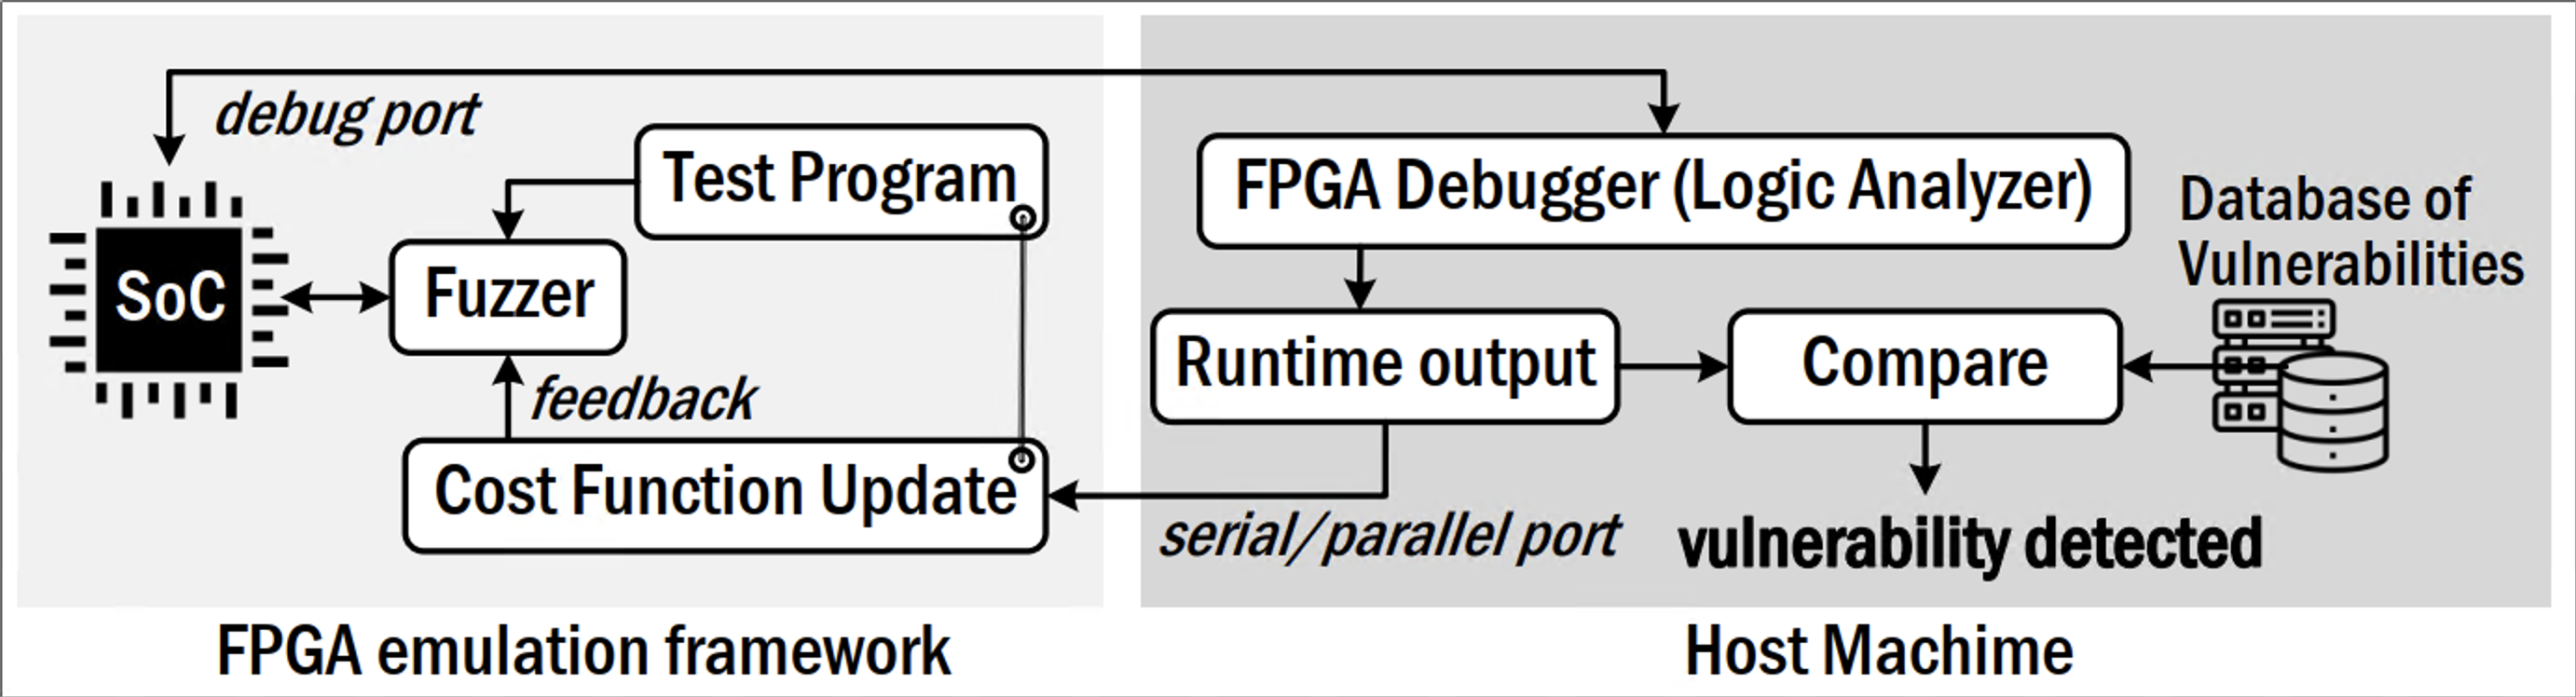 debug port
Test Program
SoC
Fuzzer
feedback
Cost Function Update
FPGA emulation framework
FPGA Debugger (Logic Analyzer)
Database of
Vulnerabilities
Runtime output
Compare
serial/parallel port
vulnerability detected
Host Machine